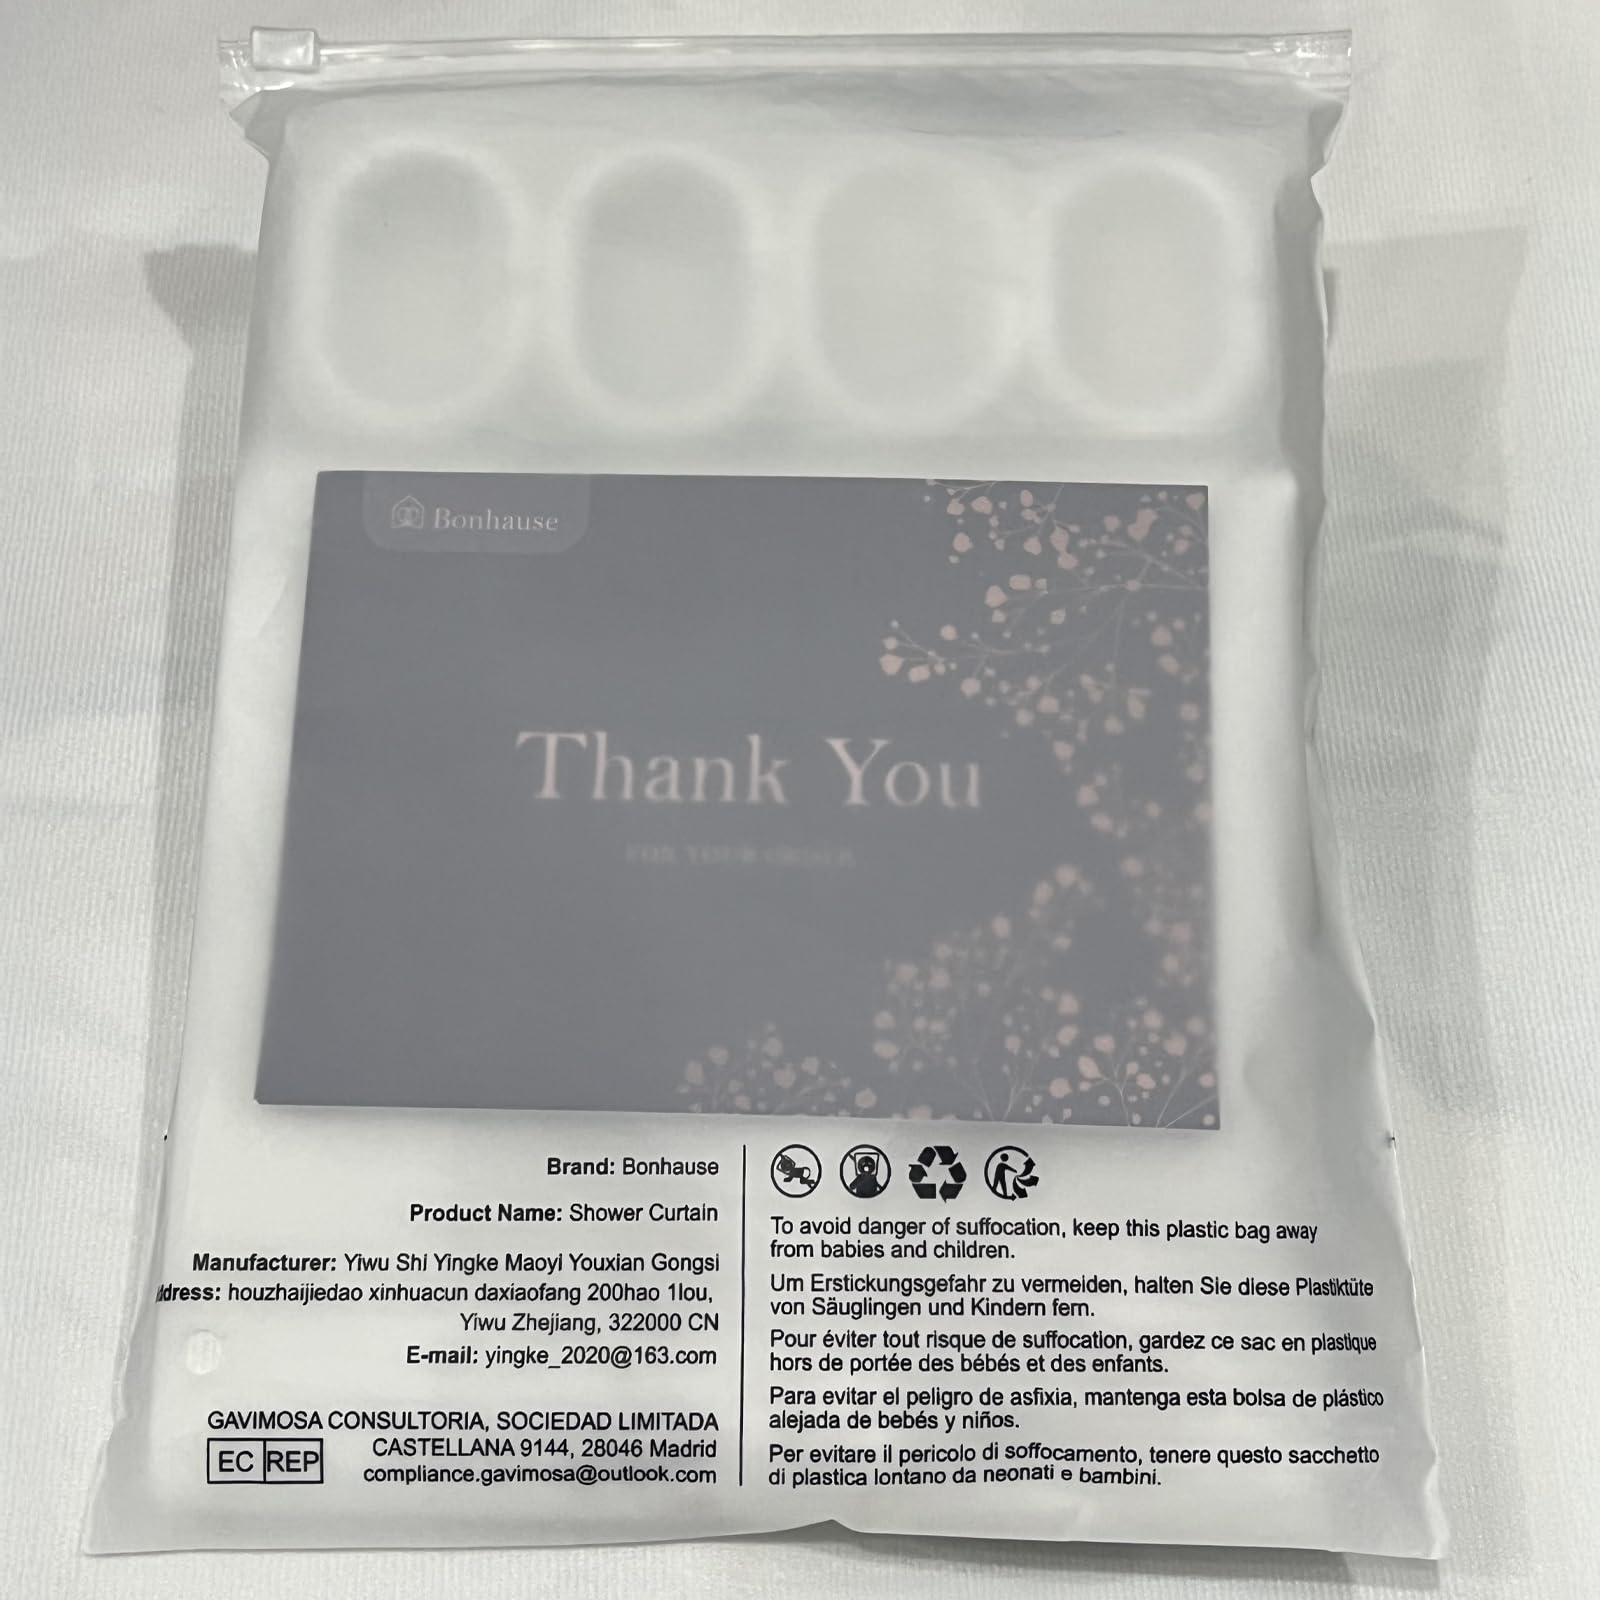 Bonhause
Thank You
FOR YOUR ORDER
Brand: Bonhause
Product Name: Shower Curtain
Manufacturer: Yiwu Shi Yingke Maoyi Youxian Gongsi
ddress: houzhaijiedao xinhuacun daxiaofang 200hao 1lou,
Yiwu Zhejiang, 322000 CN
E-mail: yingke_2020@163.com
GAVIMOSA CONSULTORIA, SOCIEDAD LIMITADA
CASTELLANA 9144, 28046 Madrid
compliance.gavimosa@outlook.com
EC REP
To avoid danger of suffocation, keep this plastic bag away
from babies and children.
Um Erstickungsgefahr zu vermeiden, halten Sie diese Plastiktüte
von Säuglingen und Kindern fern.
Pour éviter tout risque de suffocation, gardez ce sac en plastique
hors de portée des bébés et des enfants.
Para evitar el peligro de asfixia, mantenga esta bolsa de plástico
alejada de bebés y niños.
Per evitare il pericolo di soffocamento, tenere questo sacchetto
di plastica lontano da neonati e bambini.